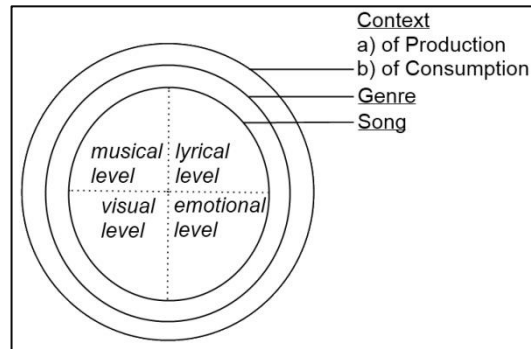 Context
a) of Production
b) of Consumption
Genre
Song
musical level
lyrical level
visual level
emotional level